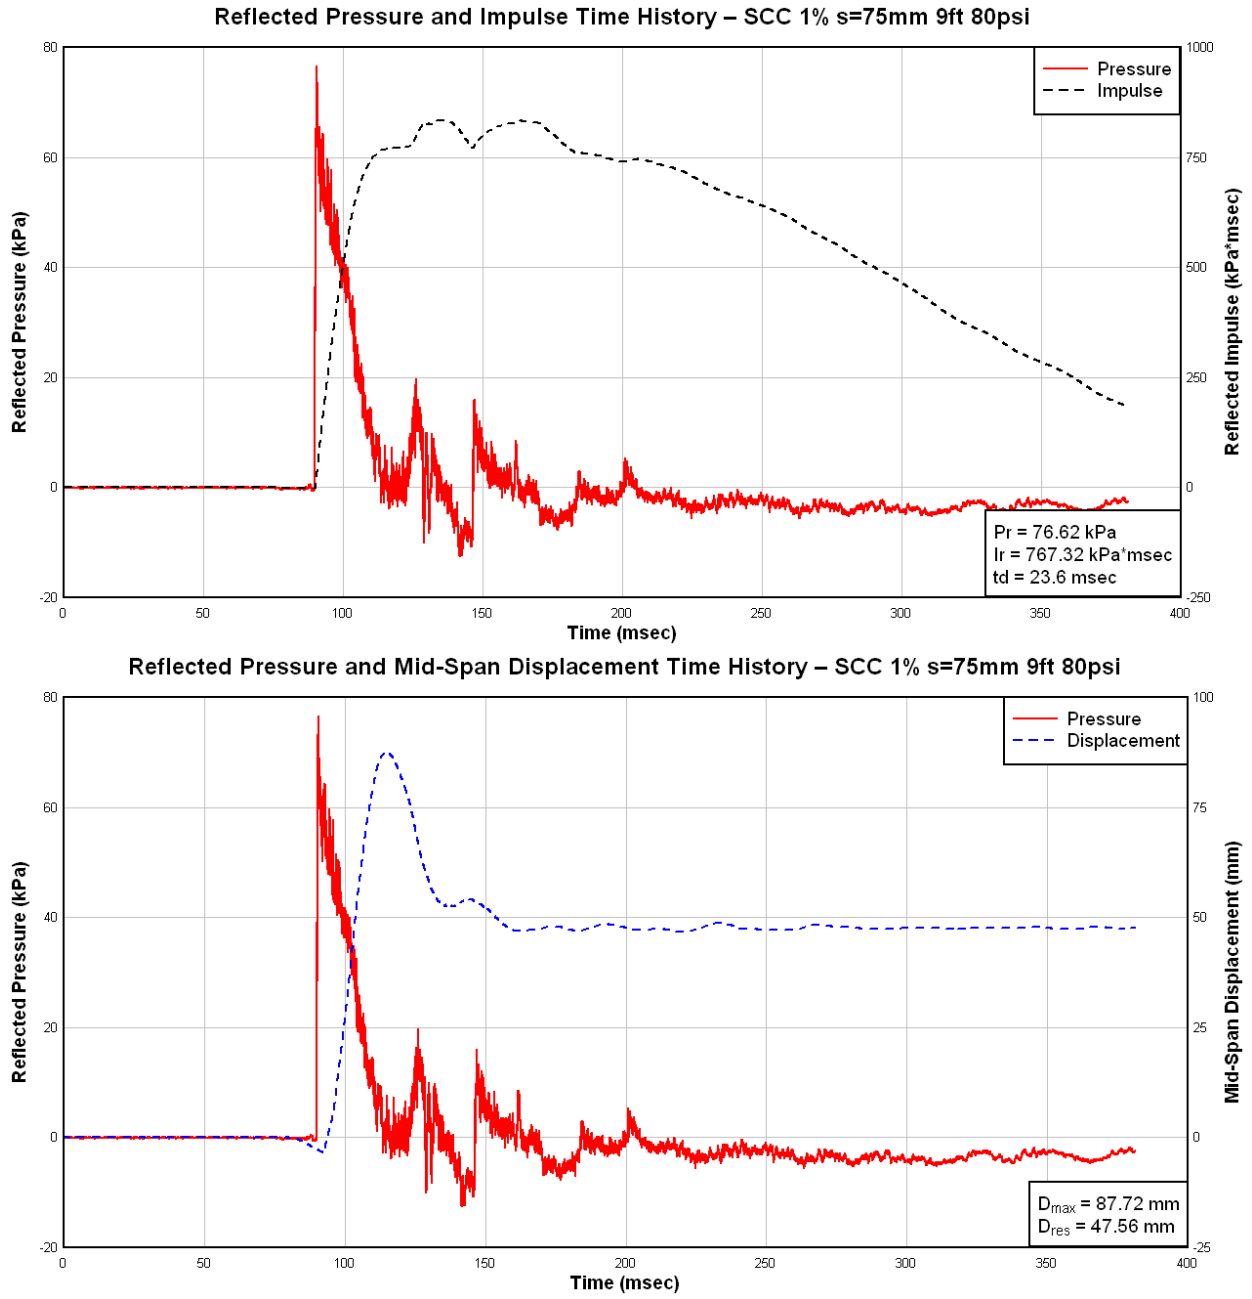 Reflected Pressure and Impulse Time History – SCC 1% s=75mm 9ft 80psi
80
60
40
20
0
-20
Reflected Pressure (kPa)
Pressure
Impulse
1000
750
500
250
0
-250
Reflected Impulse (kPa*msec)
Pr = 76.62 kPa
Ir = 767.32 kPa*msec
td = 23.6 msec
0 50 100 150 200 250 300 350 400
Time (msec)
Reflected Pressure and Mid-Span Displacement Time History – SCC 1% s=75mm 9ft 80psi
80
60
40
20
0
-20
Reflected Pressure (kPa)
Pressure
Displacement
100
75
50
25
0
-25
Mid-Span Displacement (mm)
Dmax = 87.72 mm
Dres = 47.56 mm
0 50 100 150 200 250 300 350 400
Time (msec)